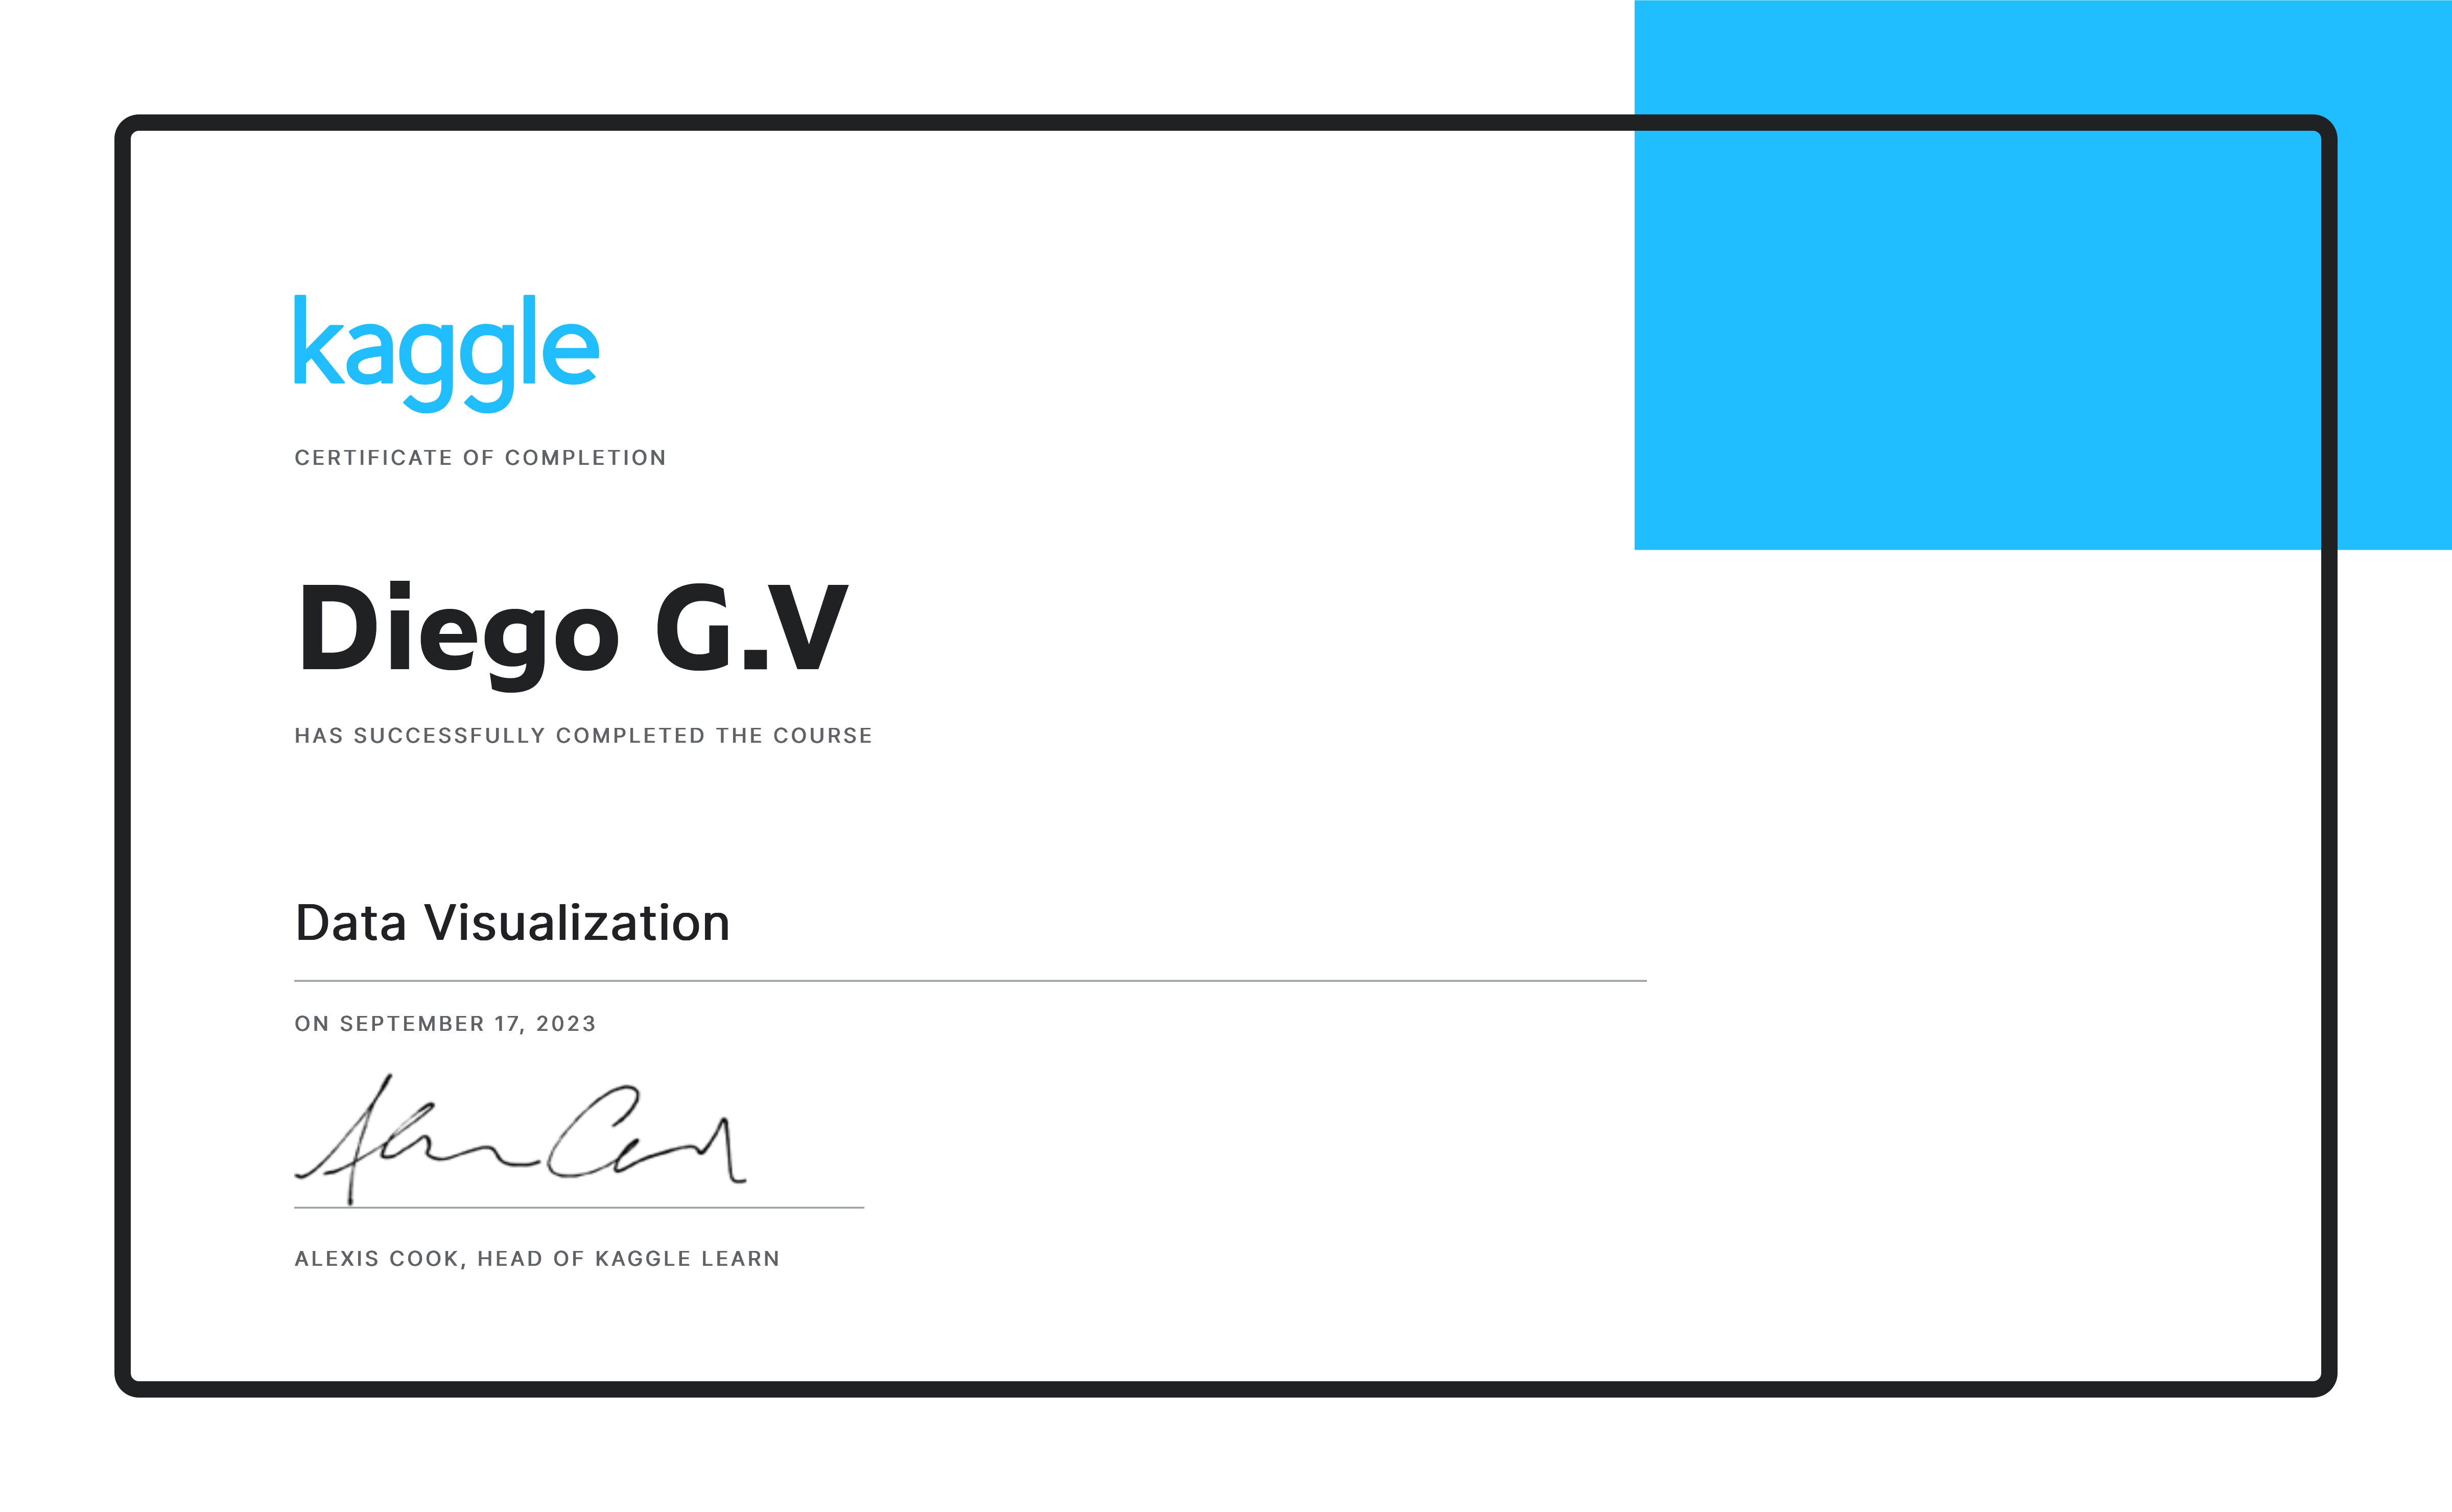 kaggle
CERTIFICATE OF COMPLETION
Diego G.V
HAS SUCCESSFULLY COMPLETED THE COURSE
Data Visualization
ON SEPTEMBER 17, 2023
ALEXIS COOK, HEAD OF KAGGLE LEARN